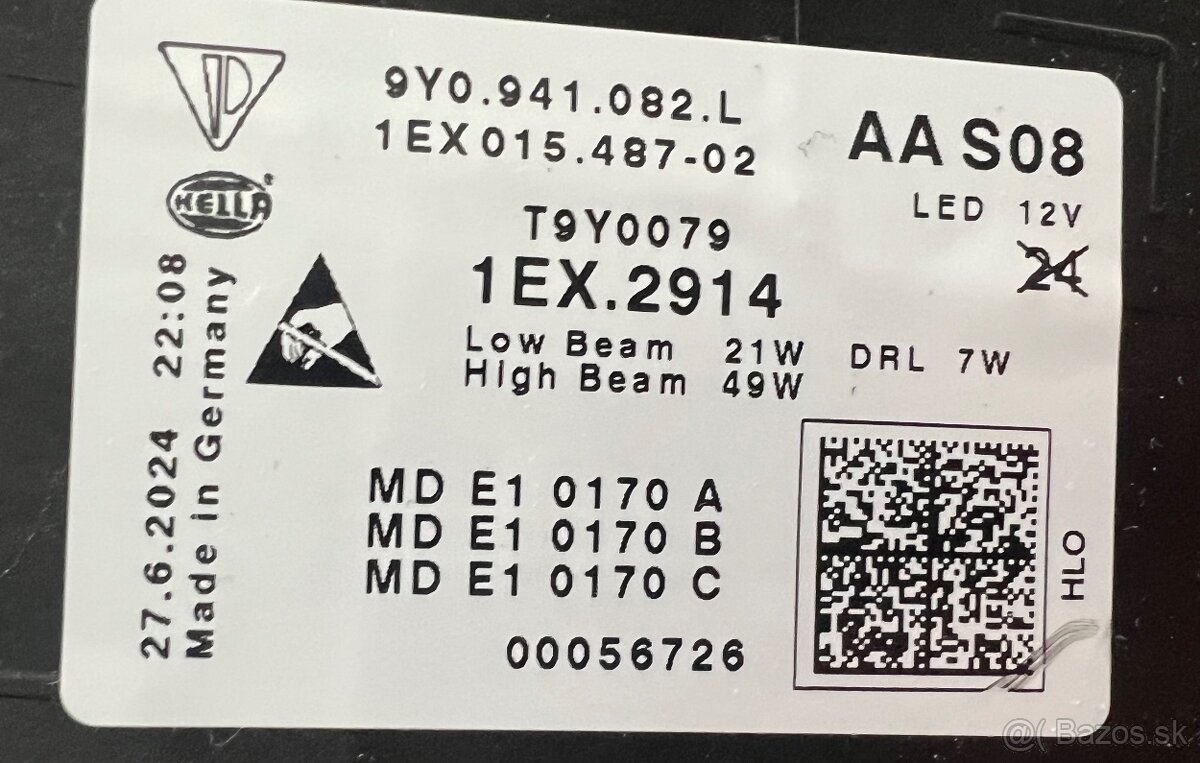 9Y0.941.082.L
1EX015.487-02
AA S08
LED 12V
24
HELLA
T9Y0079
1EX.2914
Low Beam 21W DRL 7W
High Beam 49W
27.6.2024 22:08
Made in Germany
MD E1 0170 A
MD E1 0170 B
MD E1 0170 C
00056726
HLO
@( Bazos.sk